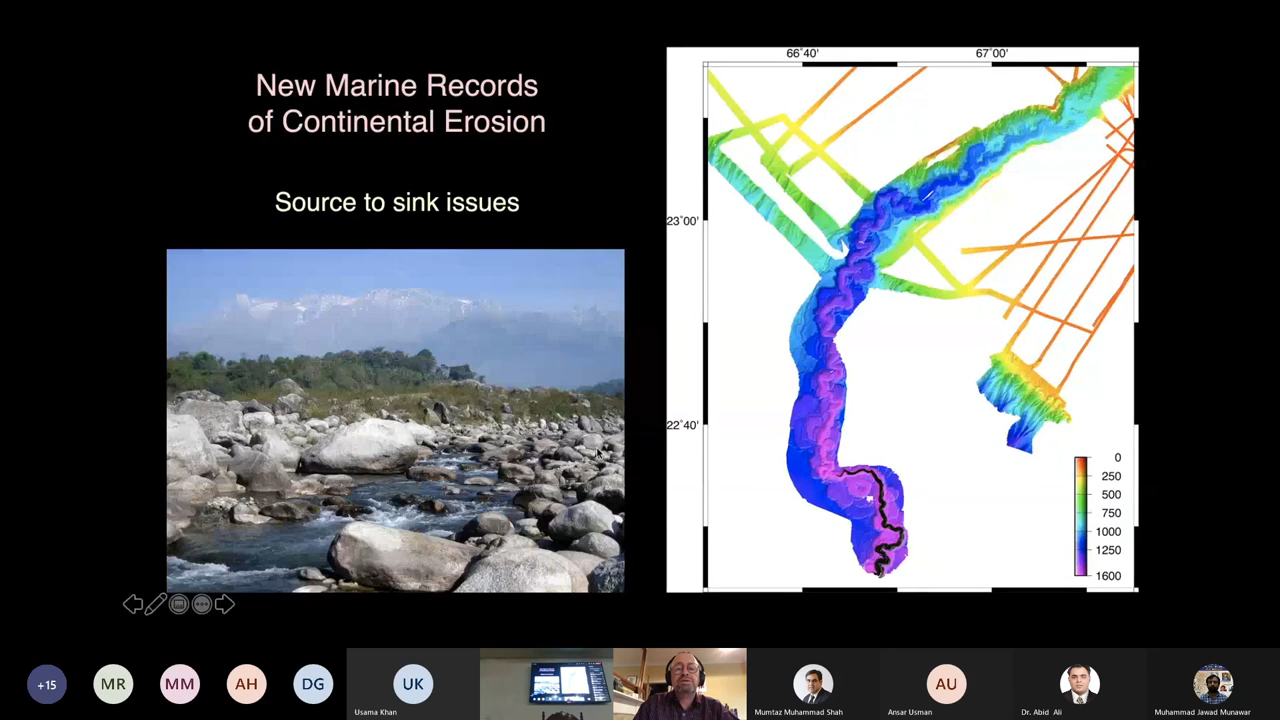 New Marine Records
of Continental Erosion
Source to sink issues
66°40'
67°00'
23°00'
22°40'
0
250
500
750
1000
1250
1600
+15
MR
MM
AH
DG
UK
Usama Khan
Mumtaz Muhammad Shah
AU
Ansar Usman
Dr. Abid Ali
Muhammad Jawad Munawar